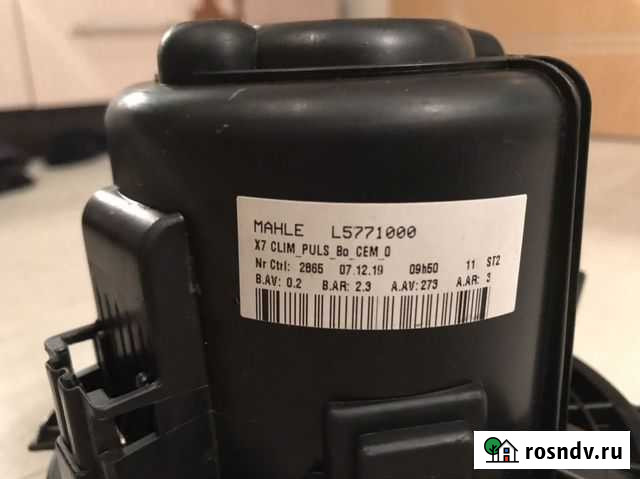 MAHLE L5771000
X7 CLIM_PULS_Bo_CEM_0
Nr Ctrl: 2865 07.12.19 09h50 11 ST2
B.AV: 0.2 B.AR: 2.3 A.AV: 273 A.AR: 3
rosndv.ru